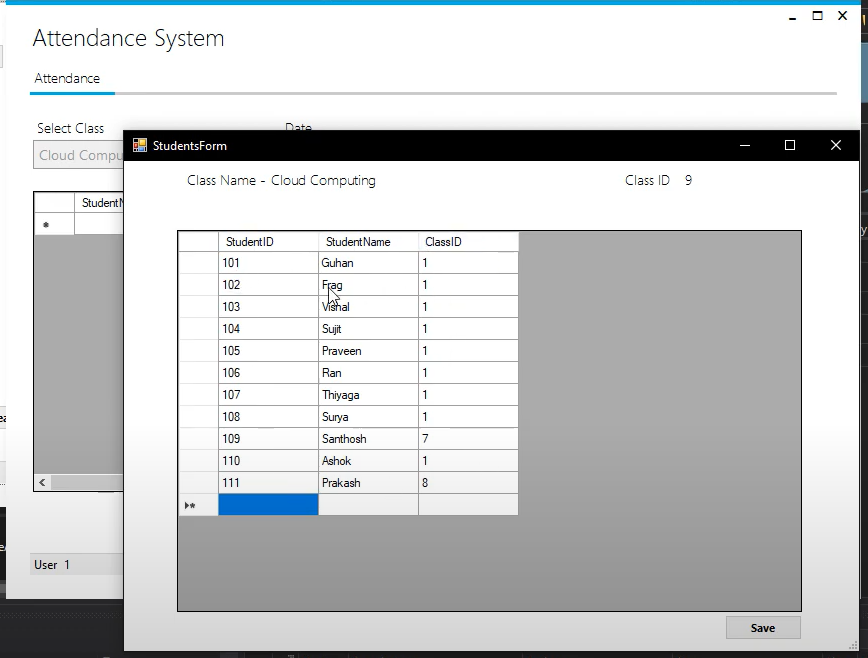 Attendance System
Attendance
Select Class
Date
Cloud Compu
StudentN
StudentsForm
Class Name - Cloud Computing
Class ID 9
StudentID StudentName ClassID
101 Guhan 1
102 Frag 1
103 Vishal 1
104 Sujit 1
105 Praveen 1
106 Ran 1
107 Thiyaga 1
108 Surya 1
109 Santhosh 7
110 Ashok 1
111 Prakash 8
User 1
Save